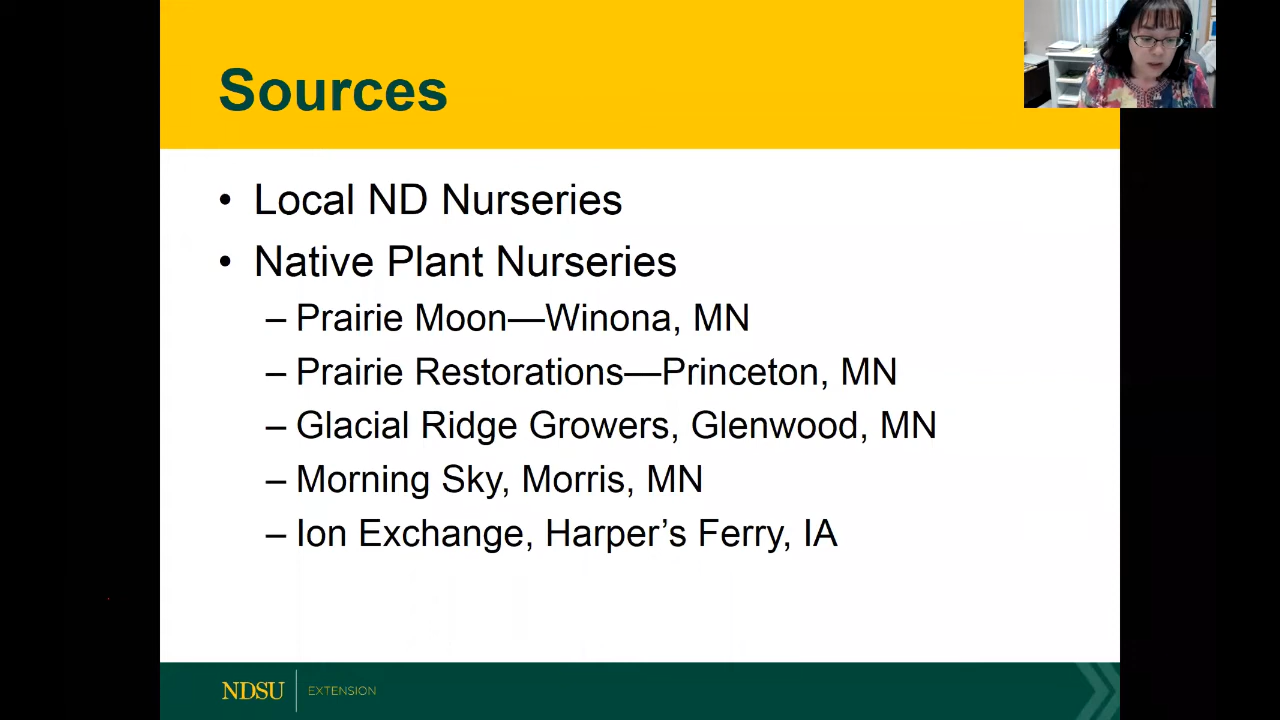 Sources
• Local ND Nurseries
• Native Plant Nurseries
– Prairie Moon—Winona, MN
– Prairie Restorations—Princeton, MN
– Glacial Ridge Growers, Glenwood, MN
– Morning Sky, Morris, MN
– Ion Exchange, Harper’s Ferry, IA
NDSU EXTENSION